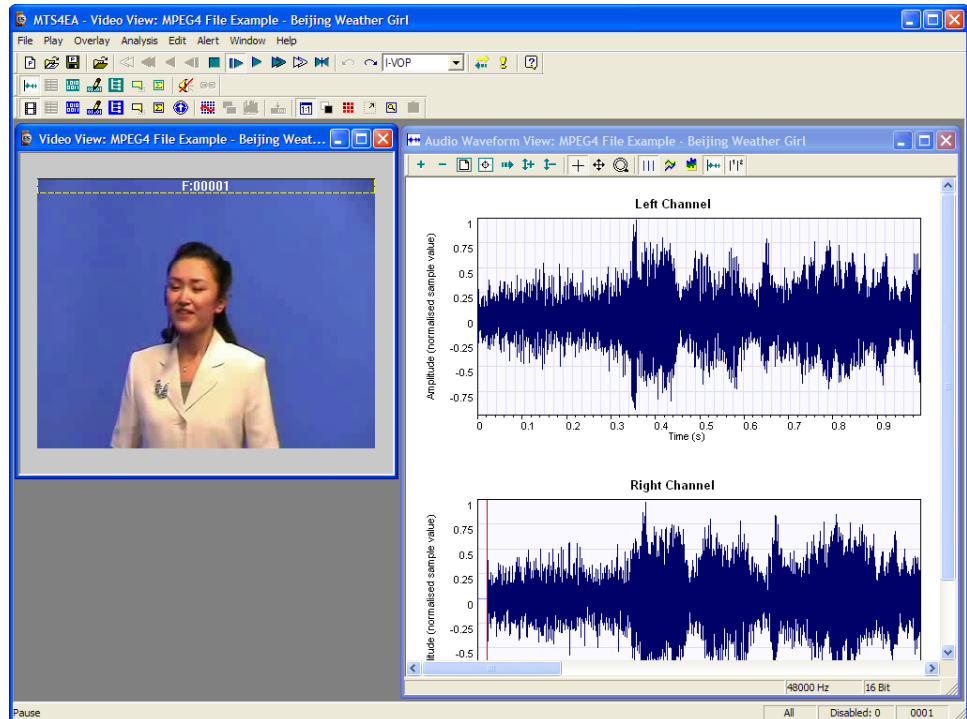 MTS4EA - Video View: MPEG4 File Example - Beijing Weather Girl
File Play Overlay Analysis Edit Alert Window Help
I-VOP
Video View: MPEG4 File Example - Beijing Weat...
F:00001
Audio Waveform View: MPEG4 File Example - Beijing Weather Girl
Left Channel
Amplitude (normalised sample value)
1
0.75
0.5
0.25
0
-0.25
-0.5
-0.75
0 0.1 0.2 0.3 0.4 0.5 0.6 0.7 0.8 0.9
Time (s)
Right Channel
litude (normalised sample value)
1
0.75
0.5
0.25
0
-0.25
-0.5
48000 Hz 16 Bit
Pause All Disabled: 0 0001